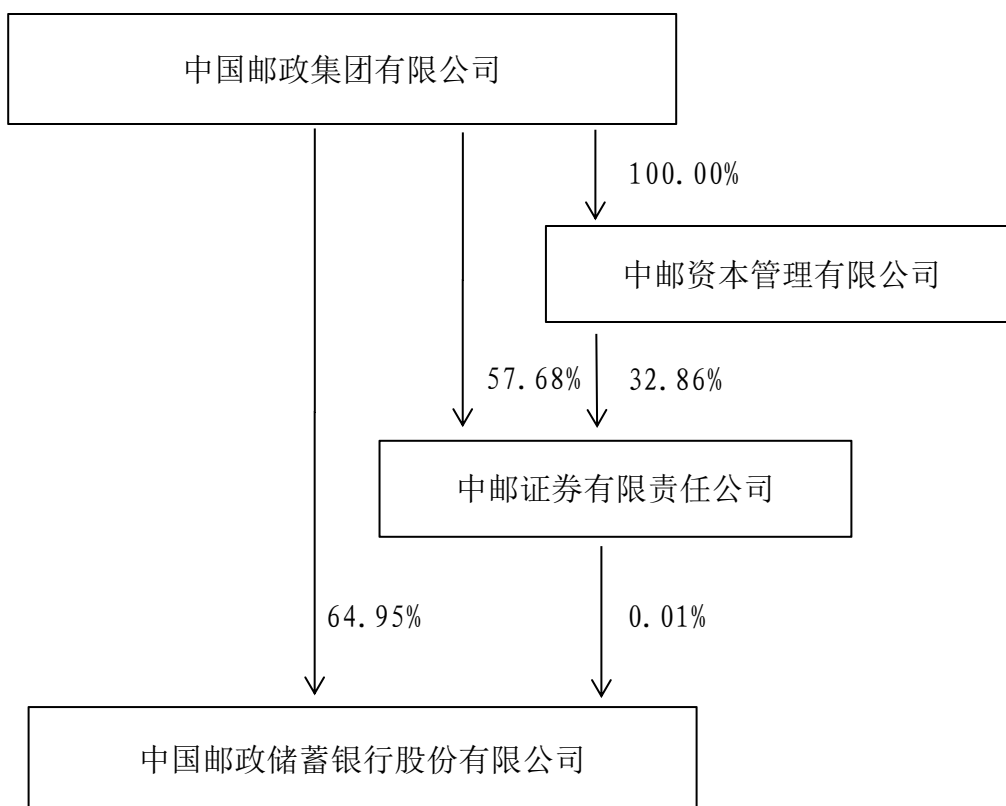 中国邮政集团有限公司
100.00%
中邮资本管理有限公司
57.68%
32.86%
中邮证券有限责任公司
64.95%
0.01%
中国邮政储蓄银行股份有限公司